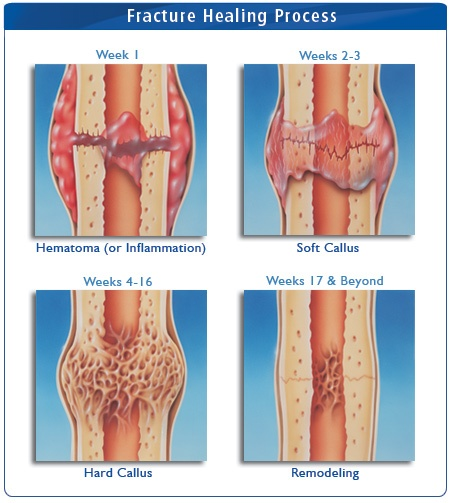 Fracture Healing Process
Week 1
Weeks 2-3
Hematoma (or Inflammation)
Soft Callus
Weeks 4-16
Weeks 17 & Beyond
Hard Callus
Remodeling